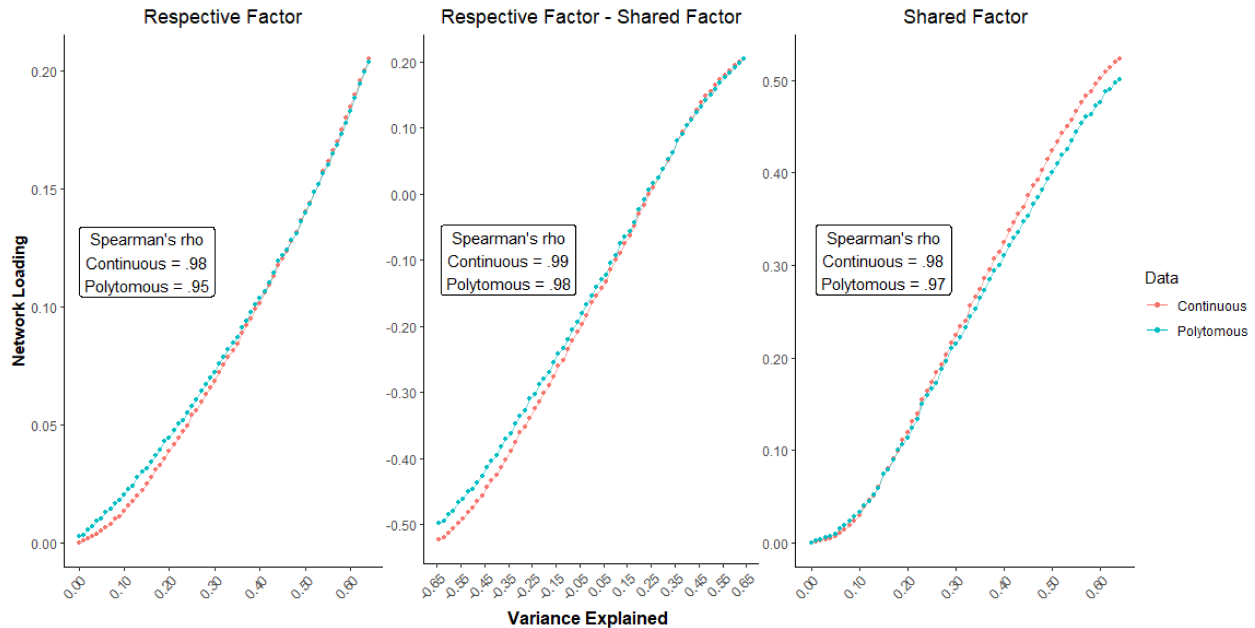 Respective Factor
Respective Factor - Shared Factor
Shared Factor
Network Loading
0.20
0.15
0.10
0.05
0.00
Spearman's rho
Continuous = .98
Polytomous = .95
0.00
0.10
0.20
0.30
0.40
0.50
0.60
0.20
0.10
0.00
-0.10
-0.20
-0.30
-0.40
-0.50
Spearman's rho
Continuous = .99
Polytomous = .98
-0.65
-0.55
-0.45
-0.35
-0.25
-0.15
-0.05
0.05
0.15
0.25
0.35
0.45
0.55
0.65
0.50
0.40
0.30
0.20
0.10
0.00
Spearman's rho
Continuous = .98
Polytomous = .97
0.00
0.10
0.20
0.30
0.40
0.50
0.60
Variance Explained
Data
Continuous
Polytomous